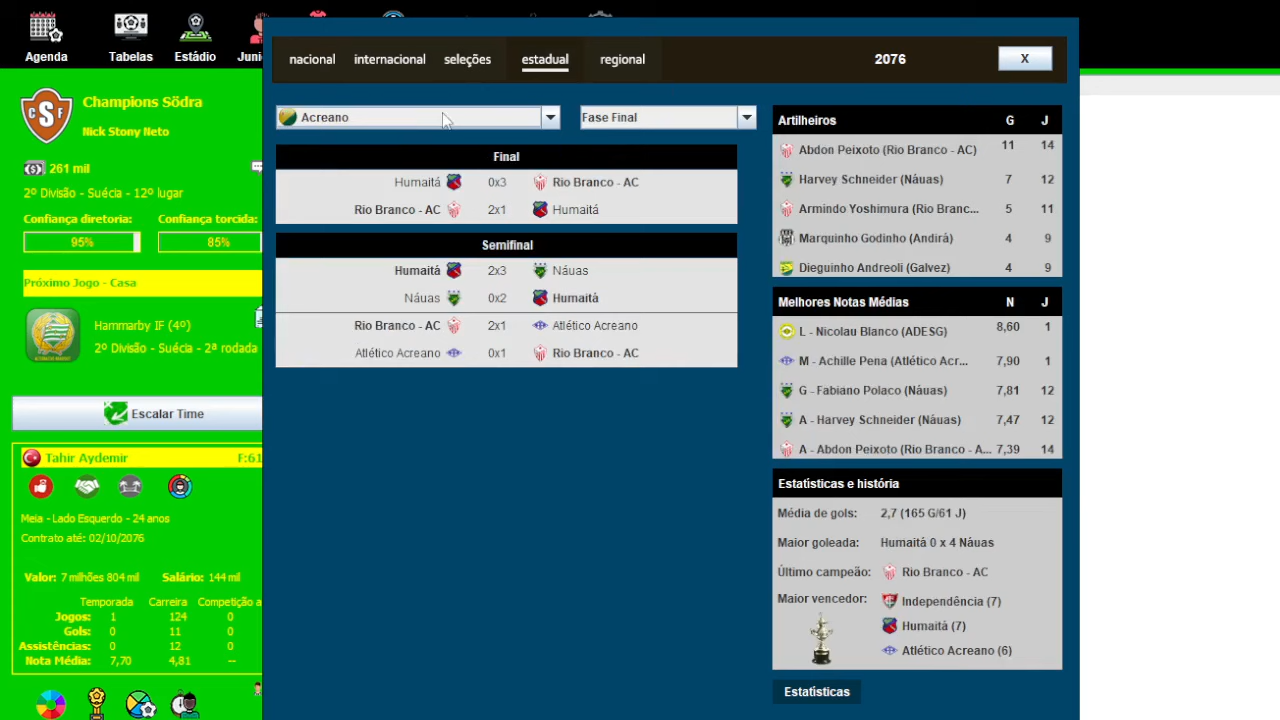 Agenda
Tabelas
Estádio
Juni
Champions Södra
Nick Stony Neto
261 mil
2º Divisão - Suécia - 12º lugar
Confiança diretoria:
Confiança torcida:
95%
85%
Próximo Jogo - Casa
Hammarby IF (4º)
2º Divisão - Suécia - 2ª rodada
Escalar Time
Tahir Aydemir
F:61
Meia - Lado Esquerdo - 24 anos
Contrato até: 02/10/2076
Valor: 7 milhões 804 mil
Salário: 144 mil
Temporada Carreira Competição a
Jogos: 1 124 0
Gols: 0 11 0
Assistências: 0 12 0
Nota Média: 7,70 4,81 --
nacional internacional seleções estadual regional
2076
X
Acreano
Fase Final
Final
Humaitá 0x3 Rio Branco - AC
Rio Branco - AC 2x1 Humaitá
Semifinal
Humaitá 2x3 Náuas
Náuas 0x2 Humaitá
Rio Branco - AC 2x1 Atlético Acreano
Atlético Acreano 0x1 Rio Branco - AC
Artilheiros G J
Abdon Peixoto (Rio Branco - AC) 11 14
Harvey Schneider (Náuas) 7 12
Armindo Yoshimura (Rio Branc... 5 11
Marquinho Godinho (Andirá) 4 9
Dieguinho Andreoli (Galvez) 4 9
Melhores Notas Médias N J
L - Nicolau Blanco (ADESG) 8,60 1
M - Achille Pena (Atlético Acr... 7,90 1
G - Fabiano Polaco (Náuas) 7,81 12
A - Harvey Schneider (Náuas) 7,47 12
A - Abdon Peixoto (Rio Branco - A... 7,39 14
Estatísticas e história
Média de gols: 2,7 (165 G/61 J)
Maior goleada: Humaitá 0 x 4 Náuas
Último campeão: Rio Branco - AC
Maior vencedor: Independência (7)
Humaitá (7)
Atlético Acreano (6)
Estatísticas